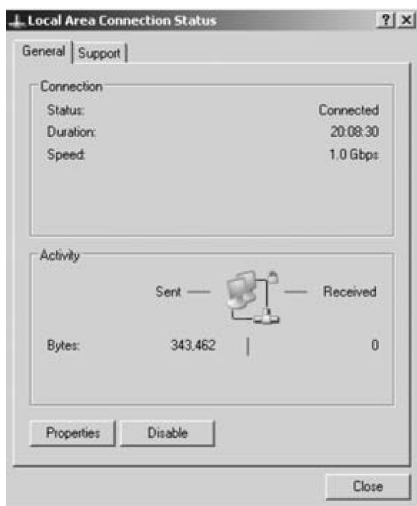 Local Area Connection Status
General Support
Connection
Status: Connected
Duration: 20:08:30
Speed: 1.0 Gbps
Activity
Sent Received
Bytes: 343,462 0
Properties Disable
Close